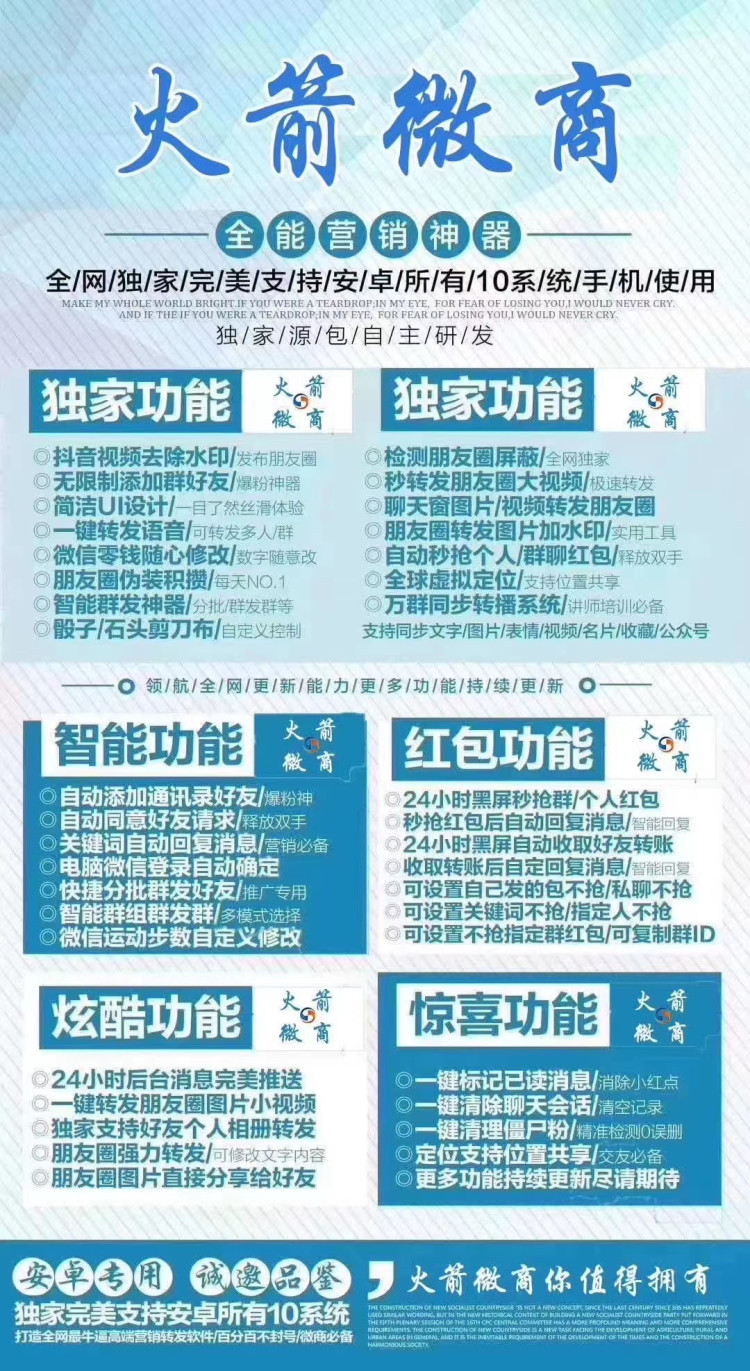 火箭微商
全能营销神器
全/网/独/家/完/美/支/持/安/卓/所/有/10/系/统/手/机/使/用
MAKE MY WHOLE WORLD BRIGHT.IF YOU WERE A TEARDROP;IN MY EYE, FOR FEAR OF LOSING YOU,I WOULD NEVER CRY.
AND IF THE IF YOU WERE A TEARDROP;IN MY EYE, FOR FEAR OF LOSING YOU,I WOULD NEVER CRY.
独/家/源/包/自/主/研/发
独家功能
火箭
微商
◎抖音视频去除水印/发布朋友圈
◎无限制添加群好友/爆粉神器
◎简洁UI设计/一目了然丝滑体验
◎一键转发语音/可转发多人/群
◎微信零钱随心修改/数字随意改
◎朋友圈伪装积攒/每天NO.1
◎智能群发神器/分批/群发群等
◎骰子/石头剪刀布/自定义控制
独家功能
火箭
微商
◎检测朋友圈屏蔽/全网独家
◎秒转发朋友圈大视频/极速转发
◎聊天窗图片/视频转发朋友圈
◎朋友圈转发图片加水印/实用工具
◎自动秒抢个人/群聊红包/释放双手
◎全球虚拟定位/支持位置共享
◎万群同步转播系统/讲师培训必备
支持同步文字/图片/表情/视频/名片/收藏/公众号
领/航/全/网/更/新/能/力/更/多/功/能/持/续/更/新
智能功能
火箭
微商
◎自动添加通讯录好友/爆粉神
◎自动同意好友请求/释放双手
◎关键词自动回复消息/营销必备
◎电脑微信登录自动确定
◎快捷分批群发好友/推广专用
◎智能群组群发群/多模式选择
◎微信运动步数自定义修改
红包功能
火箭
微商
◎24小时黑屏秒抢群/个人红包
◎秒抢红包后自动回复消息/智能回复
◎24小时黑屏自动收取好友转账
◎收取转账后自定回复消息/智能回复
◎可设置自己发的包不抢/私聊不抢
◎可设置关键词不抢/指定人不抢
◎可设置不抢指定群红包/可复制群ID
炫酷功能
火箭
微商
◎24小时后台消息完美推送
◎一键转发朋友圈图片小视频
◎独家支持好友个人相册转发
◎朋友圈强力转发/可修改文字内容
◎朋友圈图片直接分享给好友
惊喜功能
火箭
微商
◎一键标记已读消息/消除小红点
◎一键清除聊天会话/清空记录
◎一键清理僵尸粉/精准检测0误删
◎定位支持位置共享/交友必备
◎更多功能持续更新尽请期待
安卓专用 诚邀品鉴
独家完美支持安卓所有10系统
打造全网最牛逼高端营销转发软件/百分百不封号/微商必备
火箭微商你值得拥有
THE CONSTRUCTION OF NEW SOCIALIST COUNTRYSIDE "IS NOT A NEW CONCEPT, SINCE THE LAST CENTURY SINCE 50S HAS REPEATEDLY
USED SIMILAR WORDING, BUT IN THE NEW HISTORICAL CONTEXT OF BUILDING A NEW SOCIALIST COUNTRYSIDE PARTY PUT FORWARD IN
THE FIFTH PLENARY SESSION OF THE 16TH CPC CENTRAL COMMITTEE HAS A MORE PROFOUND MEANING AND MORE COMPREHENSIVE
REQUIREMENTS. THE CONSTRUCTION OF NEW COUNTRYSIDE IS A NEW TASK FACING THE DEVELOPMENT OF AGRICULTURE, RURAL AND
URBAN AREAS IN GENERAL, AND IT IS THE INEVITABLE REQUIREMENT OF THE DEVELOPMENT OF THE TIMES AND THE CONSTRUCTION OF A
HARMONIOUS SOCIETY.